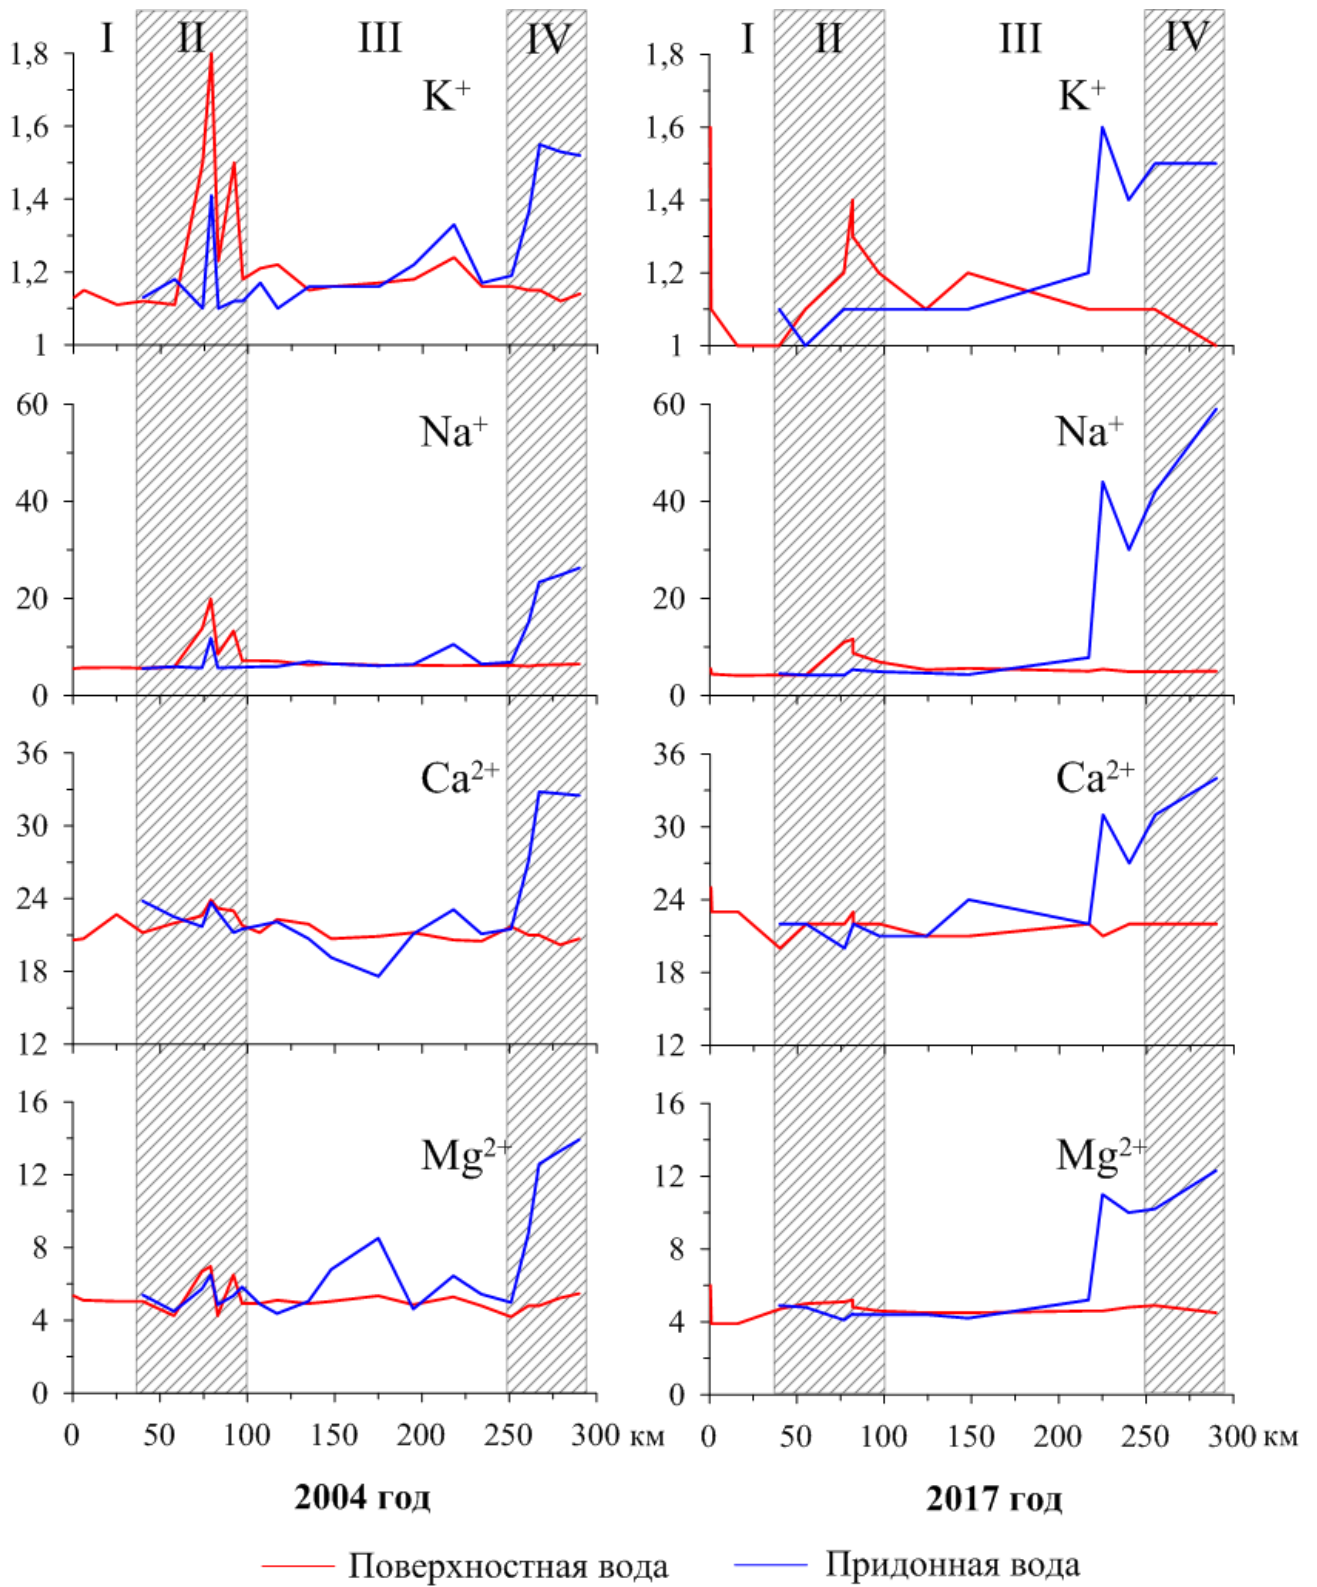 I II III IV
I II III IV
1,8
1,6
1,4
1,2
1
K⁺
1,8
1,6
1,4
1,2
1
K⁺
60
40
20
0
Na⁺
60
40
20
0
Na⁺
36
30
24
18
12
Ca²⁺
36
30
24
18
12
Ca²⁺
16
12
8
4
0
Mg²⁺
16
12
8
4
0
Mg²⁺
0 50 100 150 200 250 300 км
0 50 100 150 200 250 300 км
2004 год
2017 год
Поверхностная вода
Придонная вода